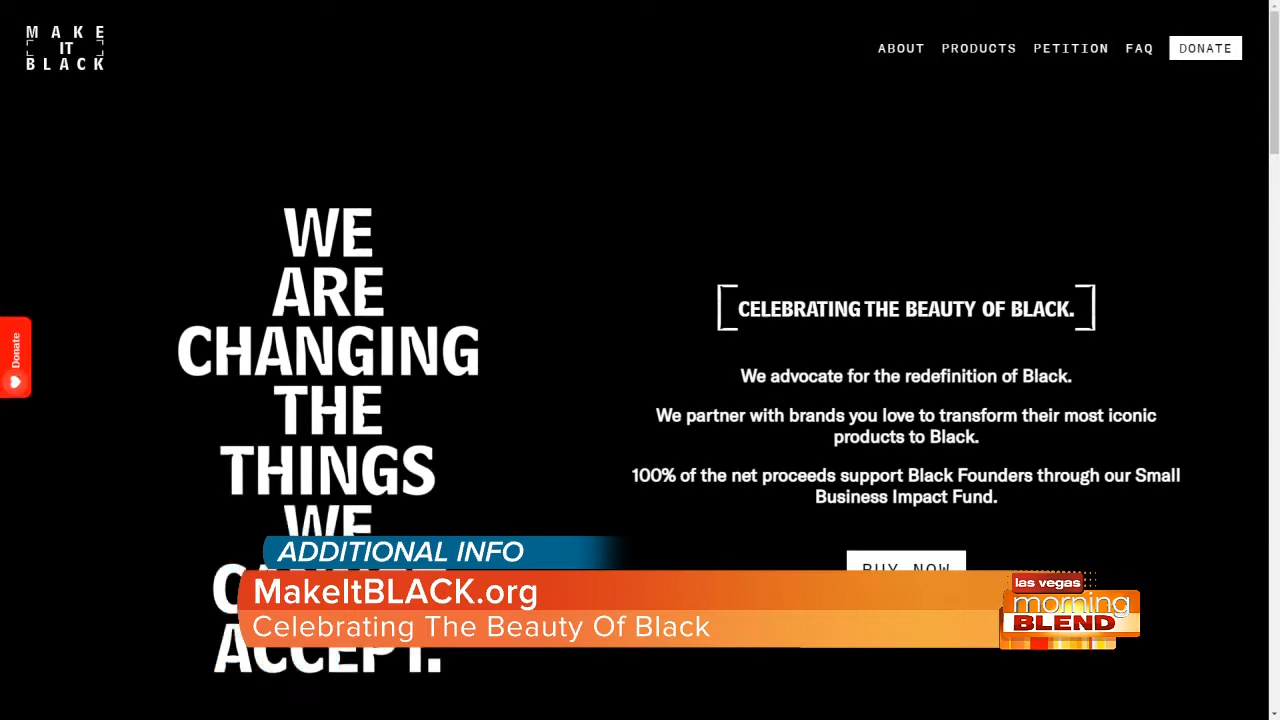 MAKE
IT
BLACK
ABOUT PRODUCTS PETITION FAQ DONATE
WE
ARE
CHANGING
THE
THINGS
WE
ACCEPT.
Donate
CELEBRATING THE BEAUTY OF BLACK.
We advocate for the redefinition of Black.
We partner with brands you love to transform their most iconic
products to Black.
100% of the net proceeds support Black Founders through our Small
Business Impact Fund.
BUY NOW
ADDITIONAL INFO
MakeItBLACK.org
Celebrating The Beauty Of Black
las vegas
morning
BLEND